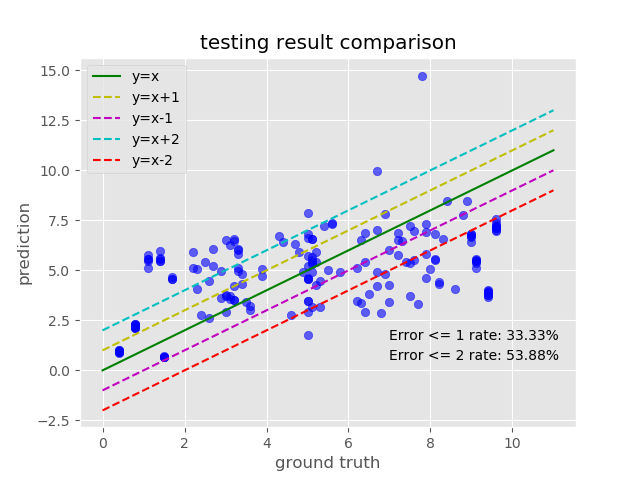 testing result comparison
y=x
y=x+1
y=x-1
y=x+2
y=x-2
15.0
12.5
10.0
7.5
5.0
2.5
0.0
−2.5
prediction
Error <= 1 rate: 33.33%
Error <= 2 rate: 53.88%
0 2 4 6 8 10
ground truth